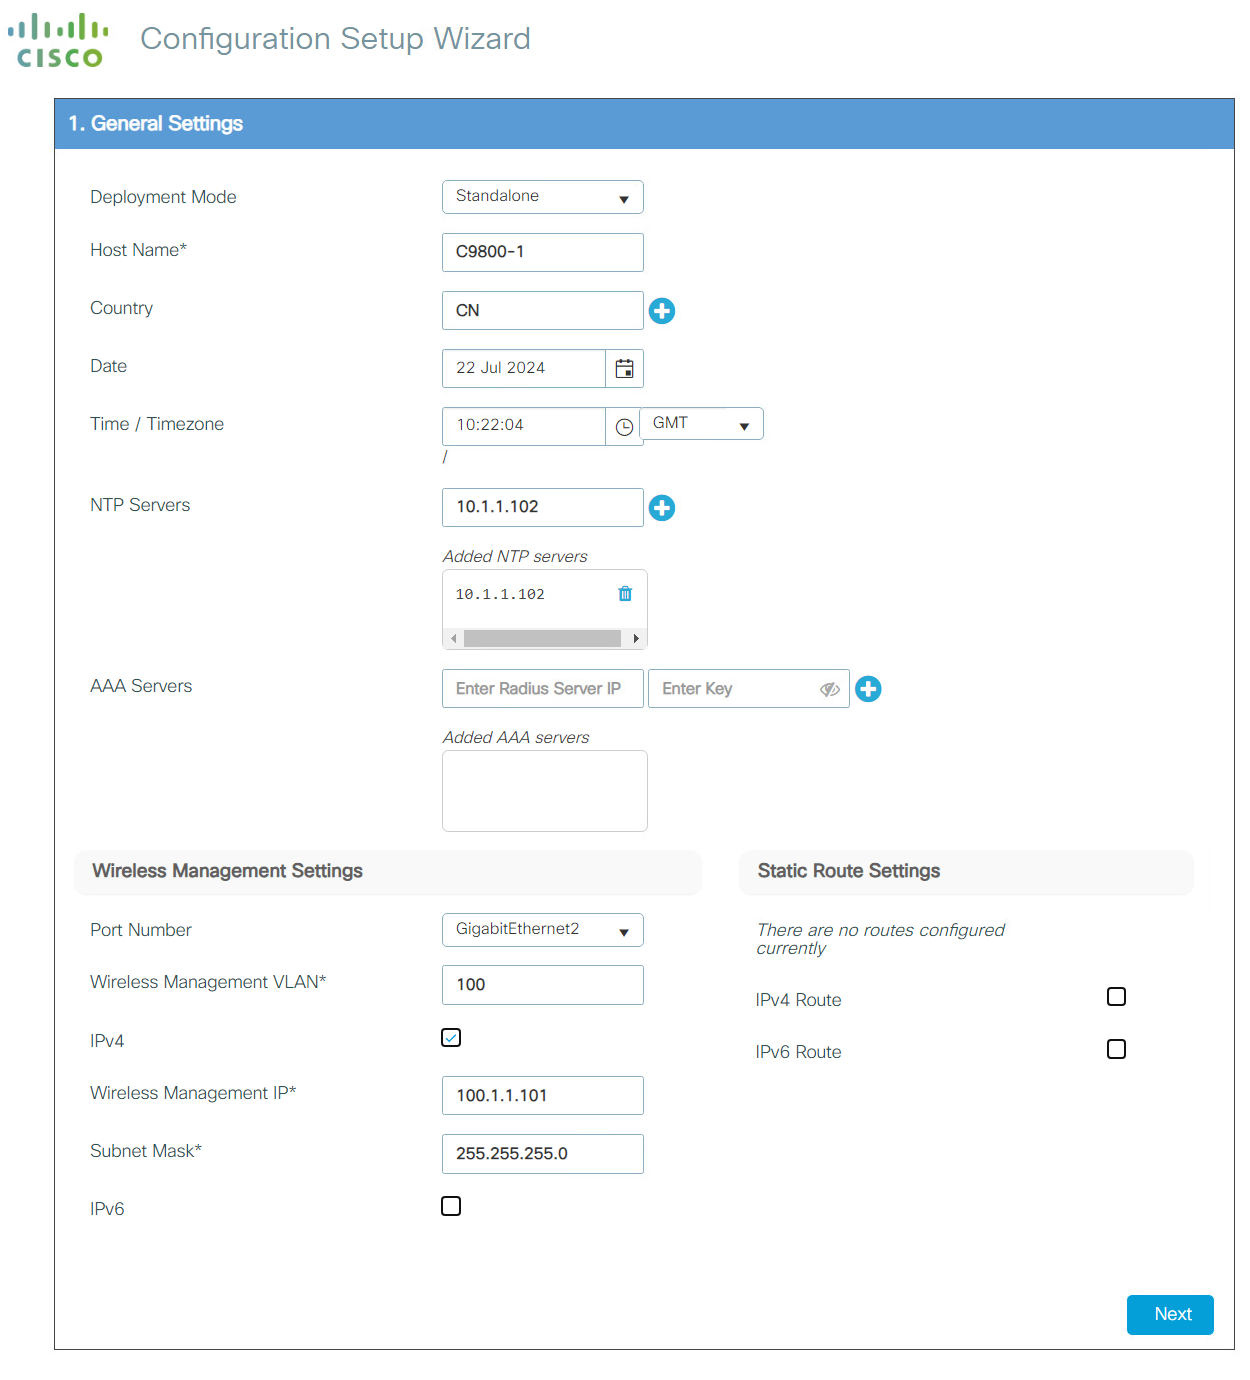 CISCO
Configuration Setup Wizard
1. General Settings
Deployment Mode
Standalone
Host Name*
C9800-1
Country
CN
Date
22 Jul 2024
Time / Timezone
10:22:04
GMT
/
NTP Servers
10.1.1.102
Added NTP servers
10.1.1.102
AAA Servers
Enter Radius Server IP
Enter Key
Added AAA servers
Wireless Management Settings
Port Number
GigabitEthernet2
Wireless Management VLAN*
100
IPv4
Wireless Management IP*
100.1.1.101
Subnet Mask*
255.255.255.0
IPv6
Static Route Settings
There are no routes configured
currently
IPv4 Route
IPv6 Route
Next